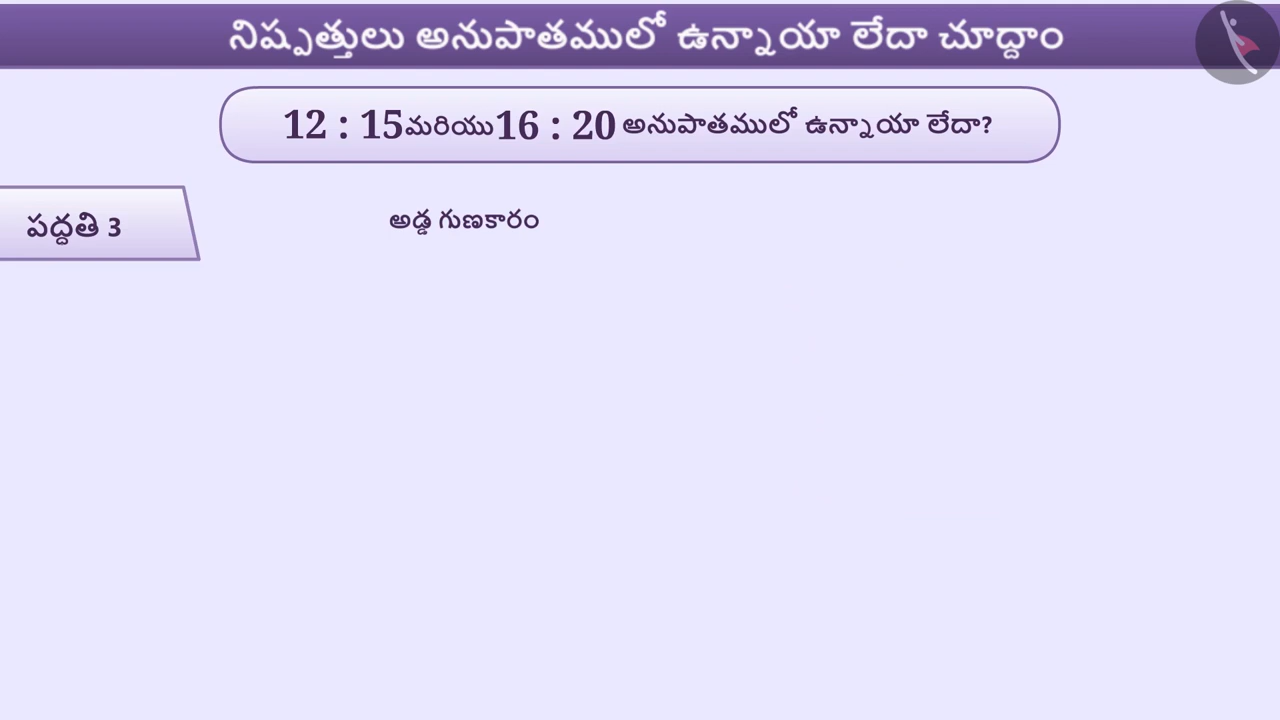 నిష్పత్తులు అనుపాతములో ఉన్నాయా లేదా చూద్దాం
12 : 15మరియు16 : 20 అనుపాతములో ఉన్నాయా లేదా?
పద్ధతి 3
అడ్డ గుణకారం